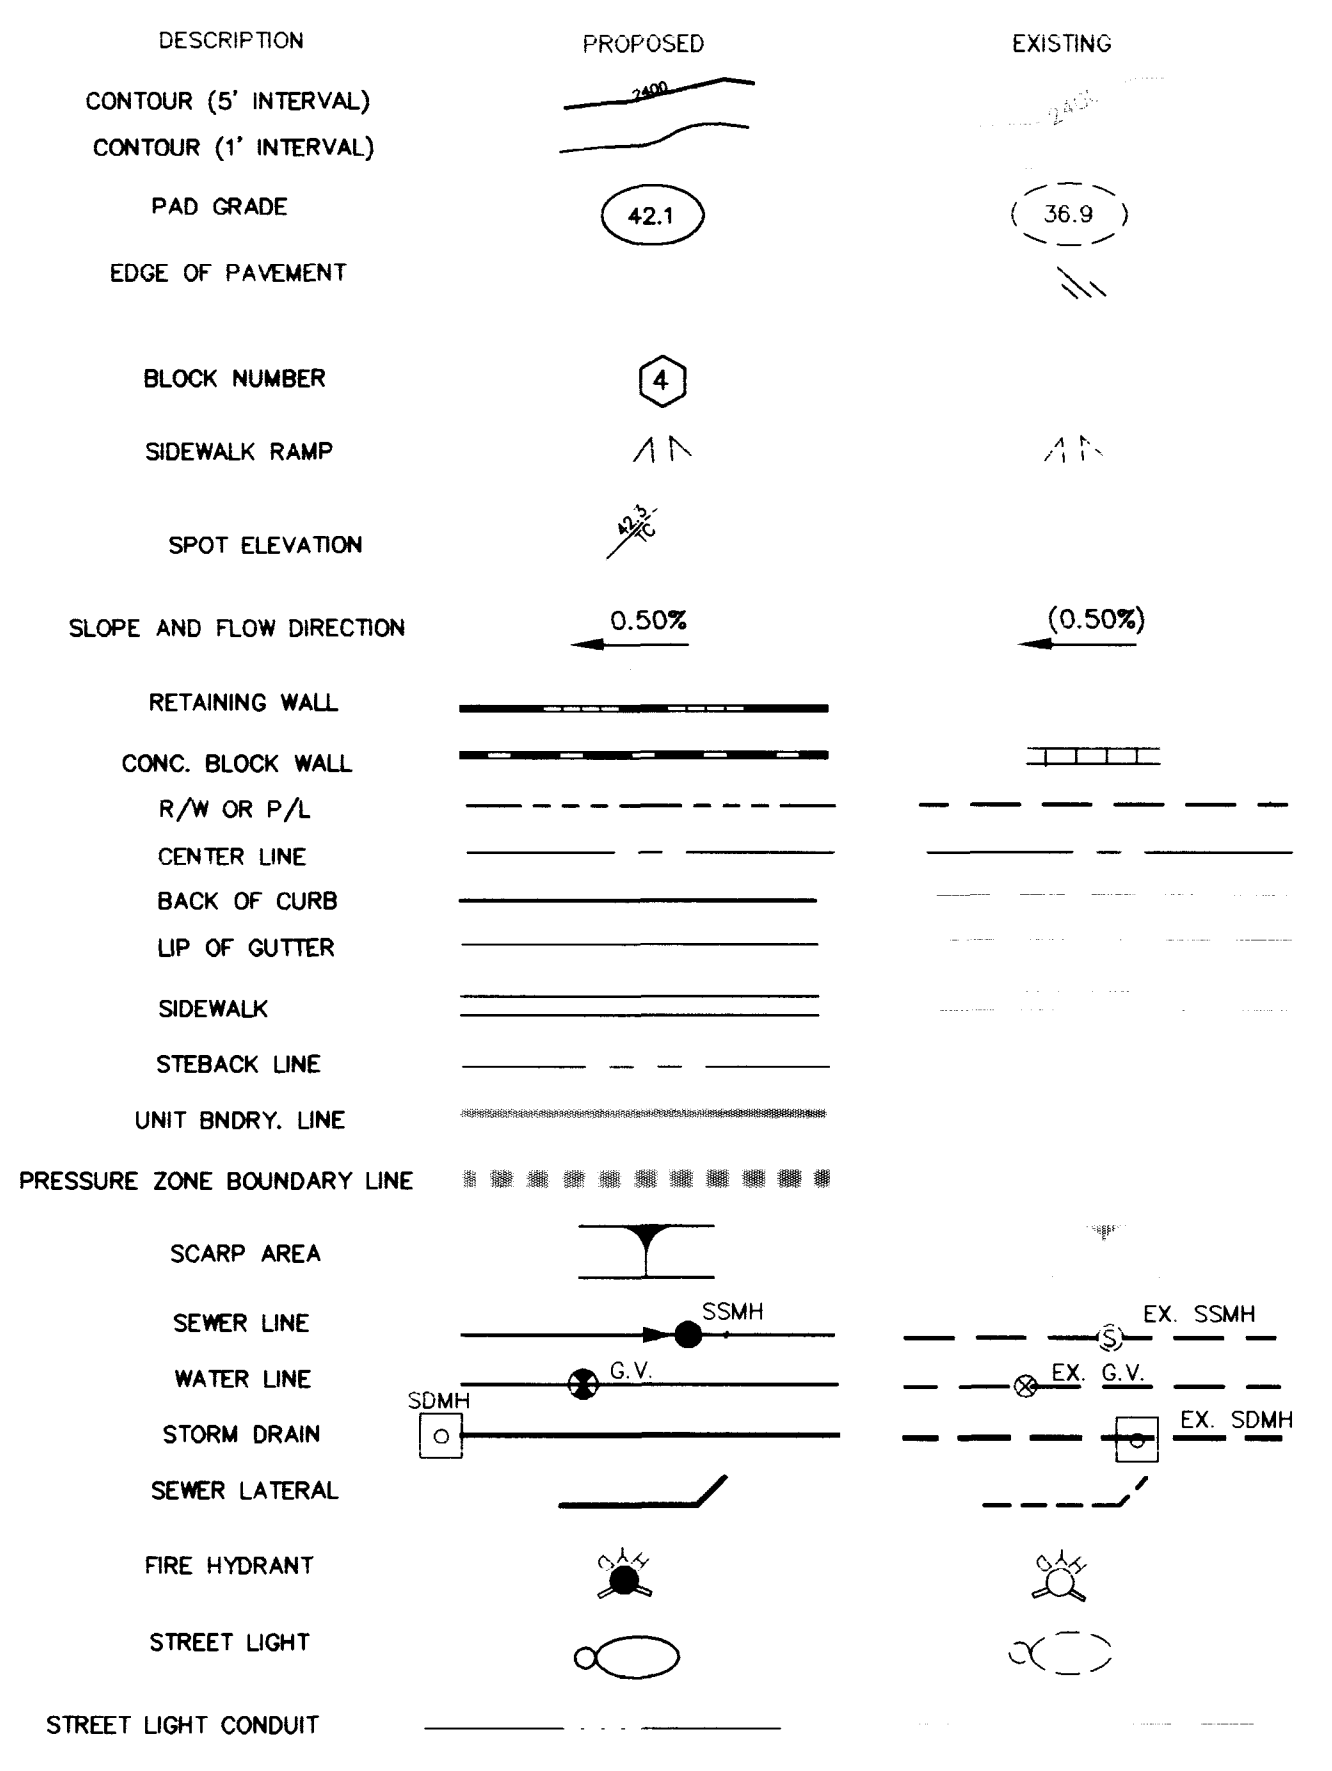 DESCRIPTION PROPOSED EXISTING
CONTOUR (5' INTERVAL) 2400 2400
CONTOUR (1' INTERVAL)
PAD GRADE 42.1 36.9
EDGE OF PAVEMENT
BLOCK NUMBER 4
SIDEWALK RAMP
SPOT ELEVATION 42.3 TC
SLOPE AND FLOW DIRECTION 0.50% (0.50%)
RETAINING WALL
CONC. BLOCK WALL
R/W OR P/L
CENTER LINE
BACK OF CURB
LIP OF GUTTER
SIDEWALK
STEBACK LINE
UNIT BNDRY. LINE
PRESSURE ZONE BOUNDARY LINE
SCARP AREA
SEWER LINE SSMH S EX. SSMH
WATER LINE G.V. EX. G.V.
SDMH
STORM DRAIN EX. SDMH
SEWER LATERAL
FIRE HYDRANT HYD HYD
STREET LIGHT
STREET LIGHT CONDUIT